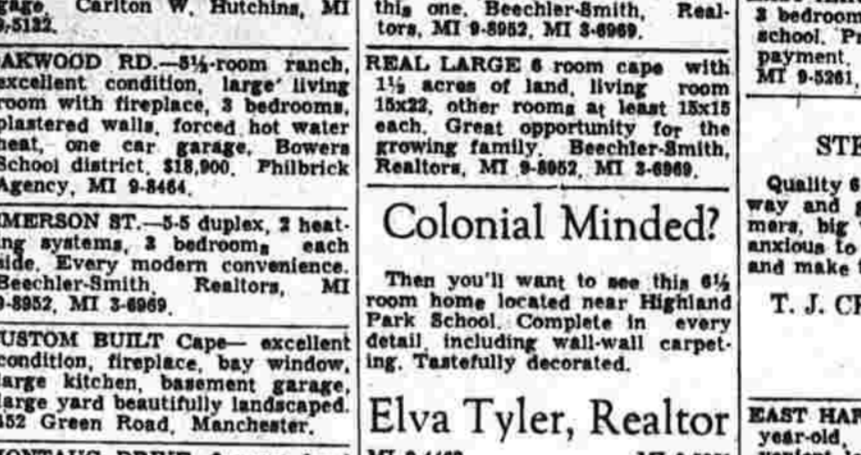 gage. Carlton W. Hutchins, MI
9-5132.
OAKWOOD RD.—5½-room ranch,
excellent condition, large living
room with fireplace, 3 bedrooms,
plastered walls, forced hot water
heat, one car garage. Bowers
School district, $18,900. Philbrick
Agency, MI 9-8464.
EMERSON ST.—5-5 duplex, 2 heat-
ing systems, 3 bedrooms each
side. Every modern convenience.
Beechler-Smith, Realtors, MI
9-8952, MI 3-6969.
CUSTOM BUILT Cape— excellent
condition, fireplace, bay window,
large kitchen, basement garage,
large yard beautifully landscaped.
452 Green Road, Manchester.
this one. Beechler-Smith, Real-
tors, MI 9-8952, MI 3-6969.
REAL LARGE 6 room cape with
1½ acres of land, living room
15x22, other rooms at least 15x15
each. Great opportunity for the
growing family. Beechler-Smith,
Realtors, MI 9-8952, MI 3-6969.
Colonial Minded?
Then you'll want to see this 6½
room home located near Highland
Park School. Complete in every
detail including wall-wall carpet-
ing. Tastefully decorated.
Elva Tyler, Realtor
3 bedroom
school.
payment.
MI 9-5261
Quality 6
way and
mers, big
anxious to
and make
T. J.
EAST
year-old,